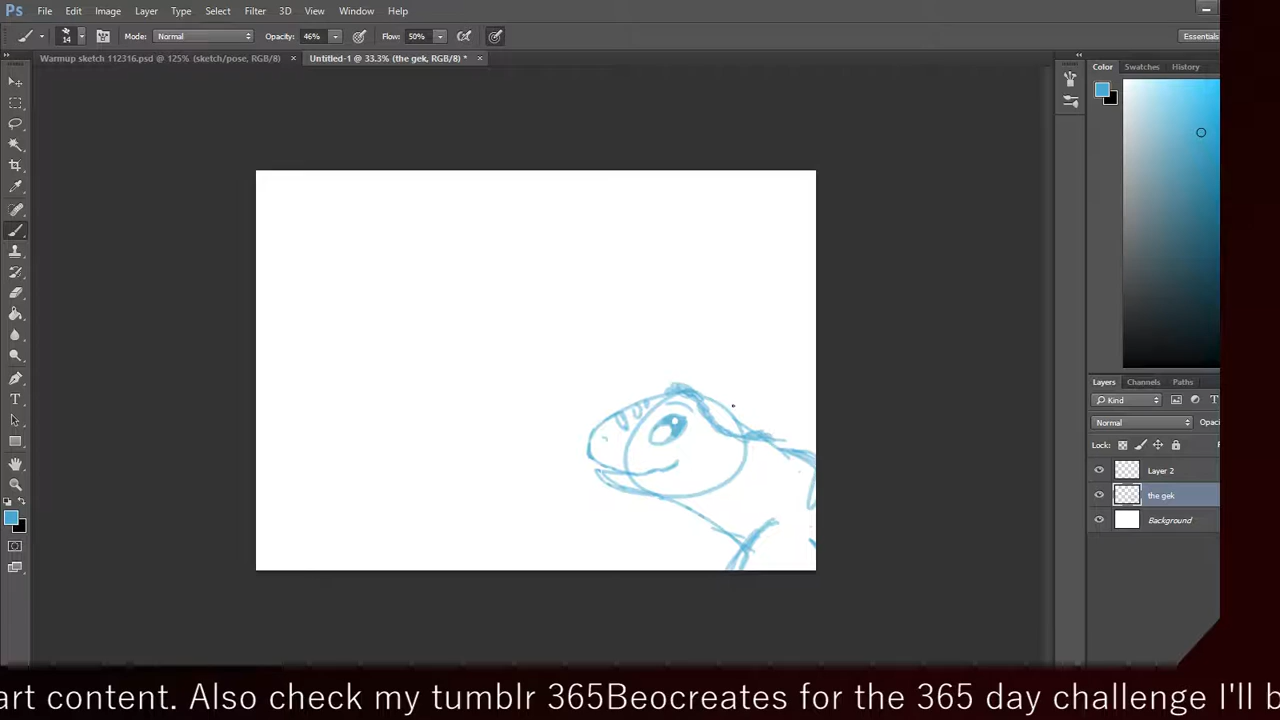 Ps File Edit Image Layer Type Select Filter 3D View Window Help
14 Mode: Normal Opacity: 46% Flow: 50% Essentials
Warmup sketch 112316.psd @ 125% (sketch/pose, RGB/8) × Untitled-1 @ 33.3% (the gek, RGB/8) * ×
Color Swatches History
Layers Channels Paths
Kind
Normal Opac
Lock:
Layer 2
the gek
Background
art content. Also check my tumblr 365Beocreates for the 365 day challenge I'll b